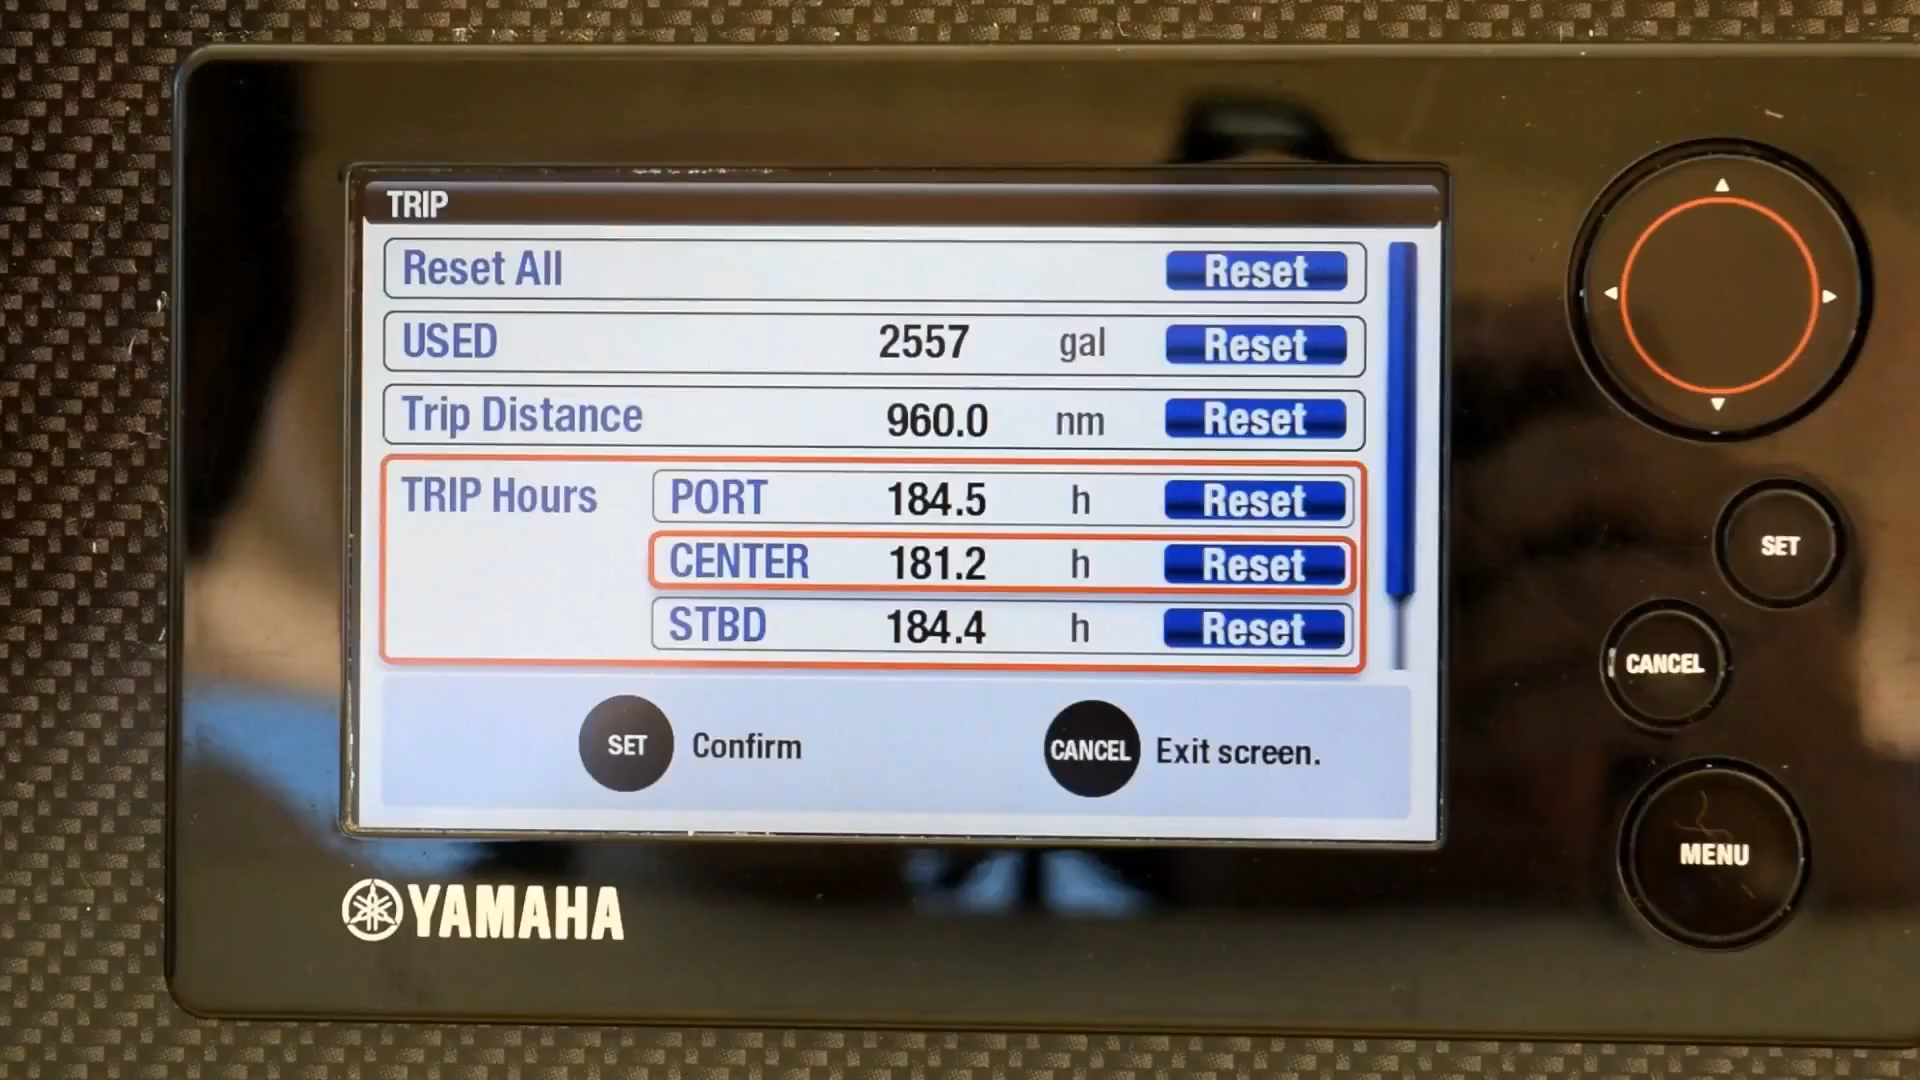 TRIP
Reset All Reset
USED 2557 gal Reset
Trip Distance 960.0 nm Reset
TRIP Hours PORT 184.5 h Reset
CENTER 181.2 h Reset
STBD 184.4 h Reset
SET Confirm CANCEL Exit screen.
YAMAHA
SET
CANCEL
MENU